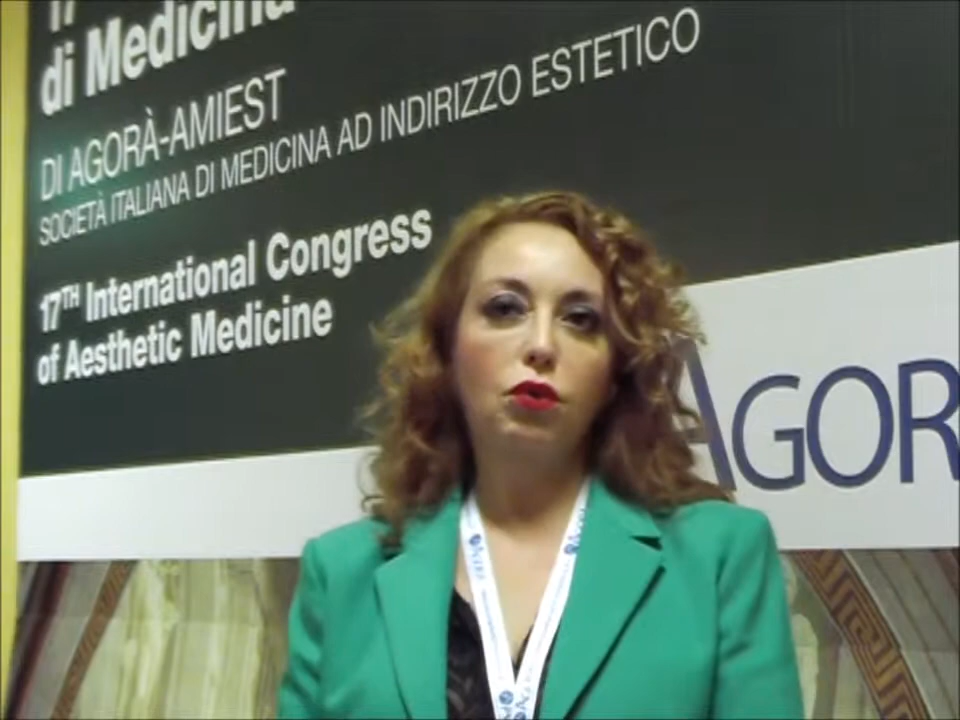 17
di Medicina
DI AGORÀ-AMIEST
SOCIETÀ ITALIANA DI MEDICINA AD INDIRIZZO ESTETICO
17TH International Congress
of Aesthetic Medicine
AGOR